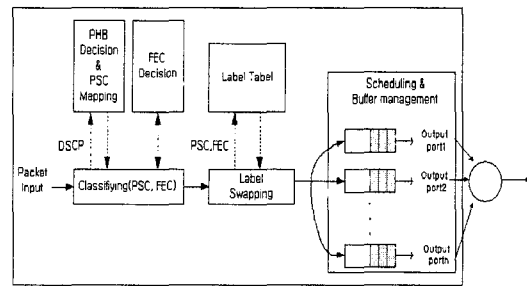 PHB
Decision
&
PSC
Mapping
FEC
Decision
Label Tabel
Scheduling &
Buffer management
DSCP
PSC,FEC
Packet
Input
Classifiying(PSC, FEC)
Label
Swapping
Output
port1
Output
port2
Output
portn